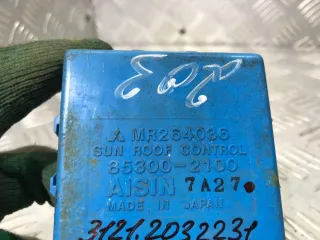 MR264036
SUN ROOF CONTROL
85300-2100
AISIN 7A27
MADE IN JAPAN
3121.2032231